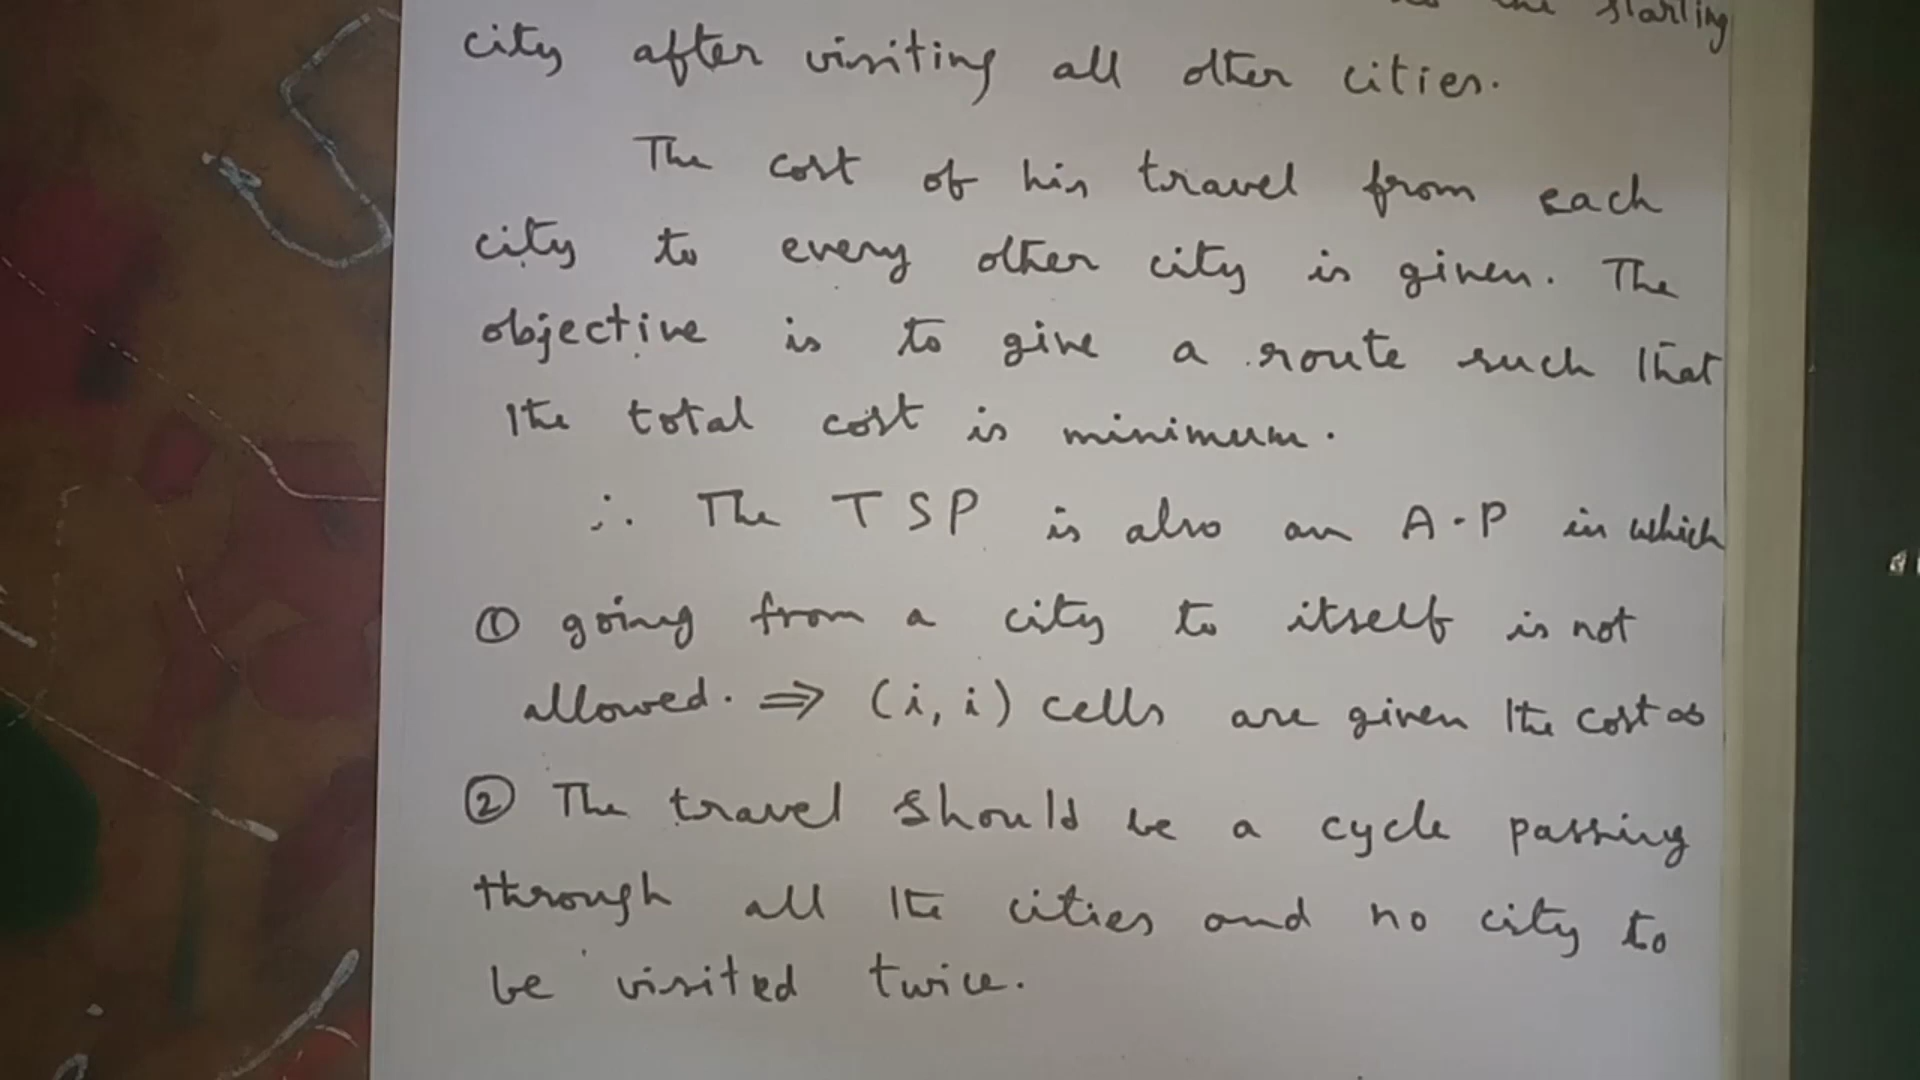 the starting
city after visiting all other cities.
The cost of his travel from each
city to every other city is given. The
objective is to give a route such that
the total cost is minimum.
∴ The TSP is also an A.P in which
① going from a city to itself is not
allowed. ⇒ (i, i) cells are given the cost ∞
② The travel should be a cycle passing
through all the cities and no city to
be visited twice.